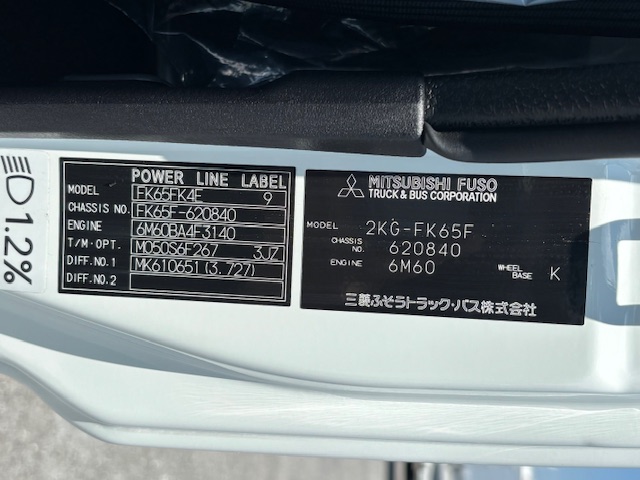 1.2%
POWER LINE LABEL
MODEL FK65FK4F 9
CHASSIS NO. FK65F-620840
ENGINE 6M60BA4F3140
T/M・OPT. M050S6F267 3JZ
DIFF.NO.1 MK610651 (3.727)
DIFF.NO.2
MITSUBISHI FUSO
TRUCK & BUS CORPORATION
MODEL 2KG-FK65F
CHASSIS NO. 620840
ENGINE 6M60 WHEEL BASE K
三菱ふそうトラック・バス株式会社